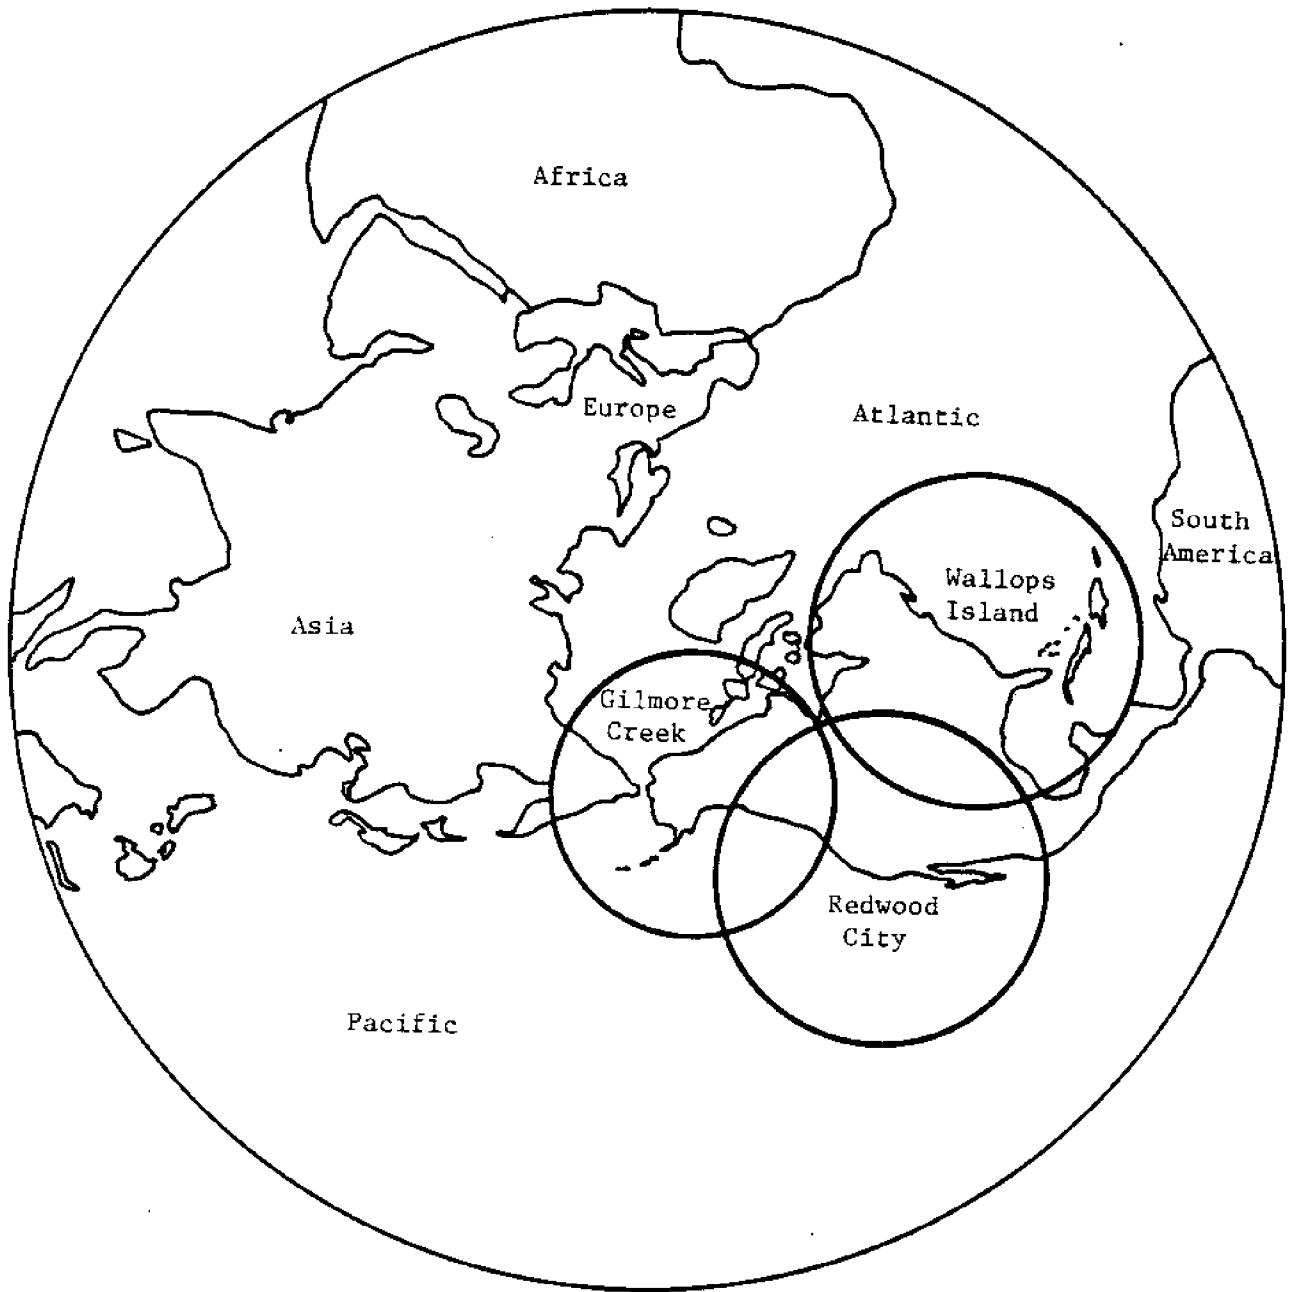 Africa
Europe
Atlantic
South
America
Wallops
Island
Asia
Gilmore
Creek
Redwood
City
Pacific